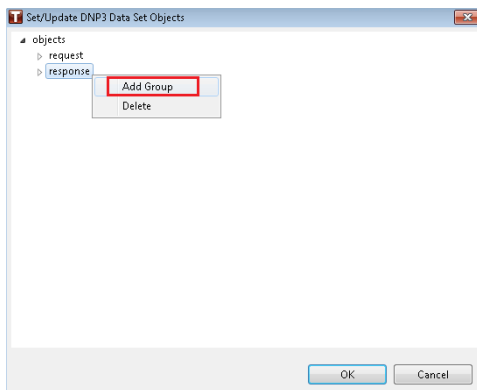 Set/Update DNP3 Data Set Objects
objects
request
response
Add Group
Delete
OK
Cancel